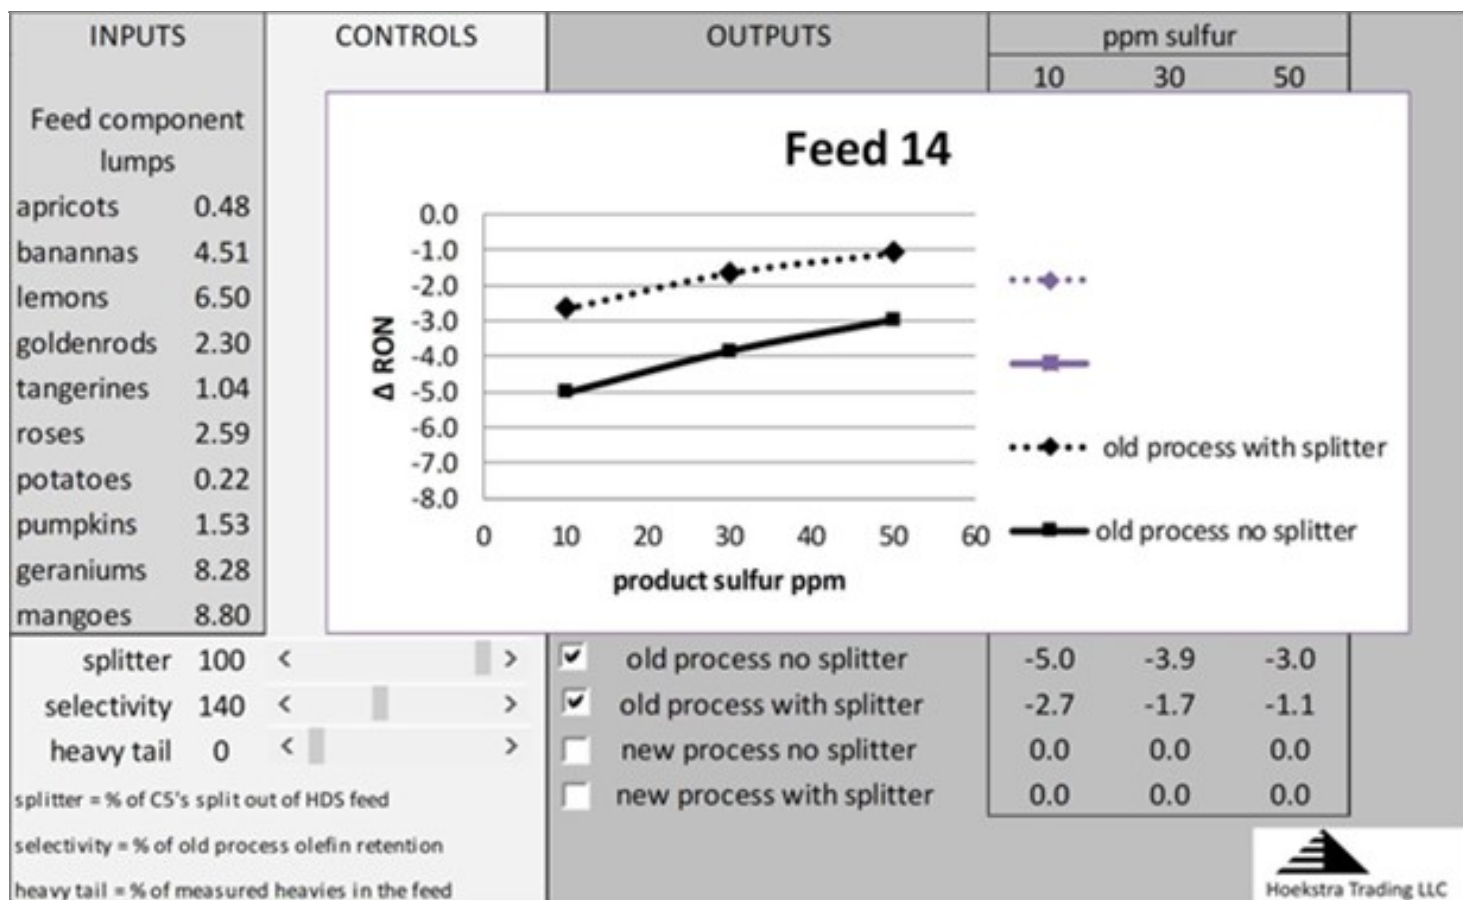 INPUTS CONTROLS OUTPUTS ppm sulfur
10 30 50
Feed component
lumps
apricots 0.48
banannas 4.51
lemons 6.50
goldenrods 2.30
tangerines 1.04
roses 2.59
potatoes 0.22
pumpkins 1.53
geraniums 8.28
mangoes 8.80
Feed 14
0.0
-1.0
-2.0
-3.0
-4.0
-5.0
-6.0
-7.0
-8.0
Δ RON
0 10 20 30 40 50 60
product sulfur ppm
old process with splitter
old process no splitter
splitter 100 < > old process no splitter -5.0 -3.9 -3.0
selectivity 140 < > old process with splitter -2.7 -1.7 -1.1
heavy tail 0 < > new process no splitter 0.0 0.0 0.0
new process with splitter 0.0 0.0 0.0
splitter = % of C5's split out of HDS feed
selectivity = % of old process olefin retention
heavy tail = % of measured heavies in the feed
Hoekstra Trading LLC